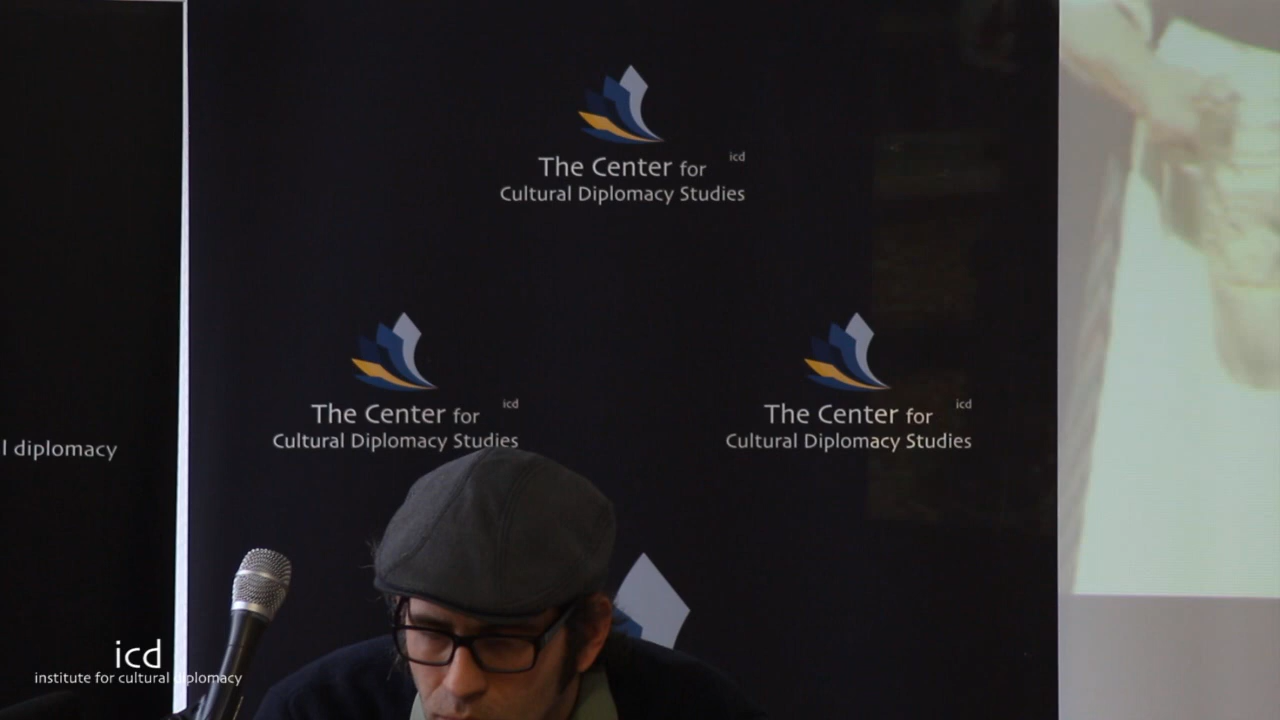 The Center for icd
Cultural Diplomacy Studies
The Center for icd
Cultural Diplomacy Studies
The Center for icd
Cultural Diplomacy Studies
l diplomacy
icd
institute for cultural diplomacy